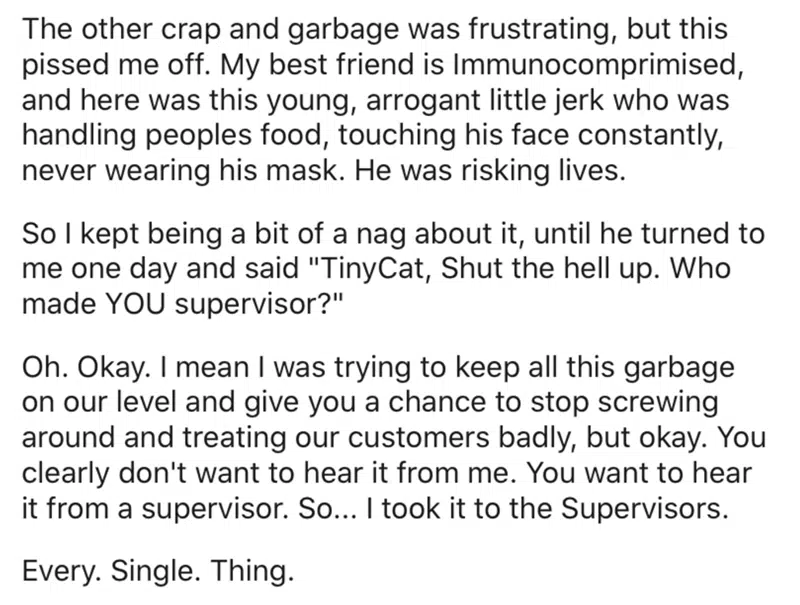 The other crap and garbage was frustrating, but this
pissed me off. My best friend is Immunocomprimised,
and here was this young, arrogant little jerk who was
handling peoples food, touching his face constantly,
never wearing his mask. He was risking lives.
So I kept being a bit of a nag about it, until he turned to
me one day and said "TinyCat, Shut the hell up. Who
made YOU supervisor?"
Oh. Okay. I mean I was trying to keep all this garbage
on our level and give you a chance to stop screwing
around and treating our customers badly, but okay. You
clearly don't want to hear it from me. You want to hear
it from a supervisor. So... I took it to the Supervisors.
Every. Single. Thing.